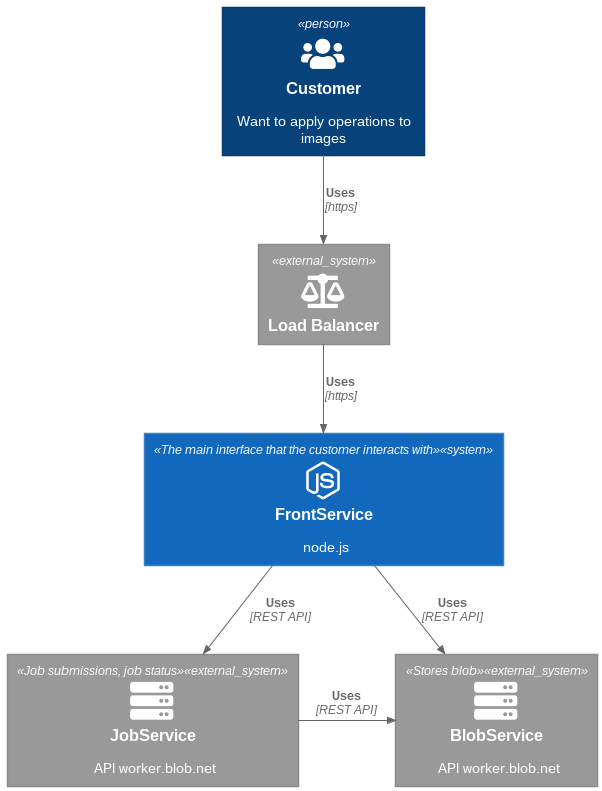 «person»
Customer
Want to apply operations to
images
Uses
[https]
«external_system»
Load Balancer
Uses
[https]
«The main interface that the customer interacts with»«system»
JS
FrontService
node.js
Uses
[REST API]
Uses
[REST API]
«Job submissions, job status»«external_system»
JobService
API worker.blob.net
Uses
[REST API]
«Stores blob»«external_system»
BlobService
API worker.blob.net